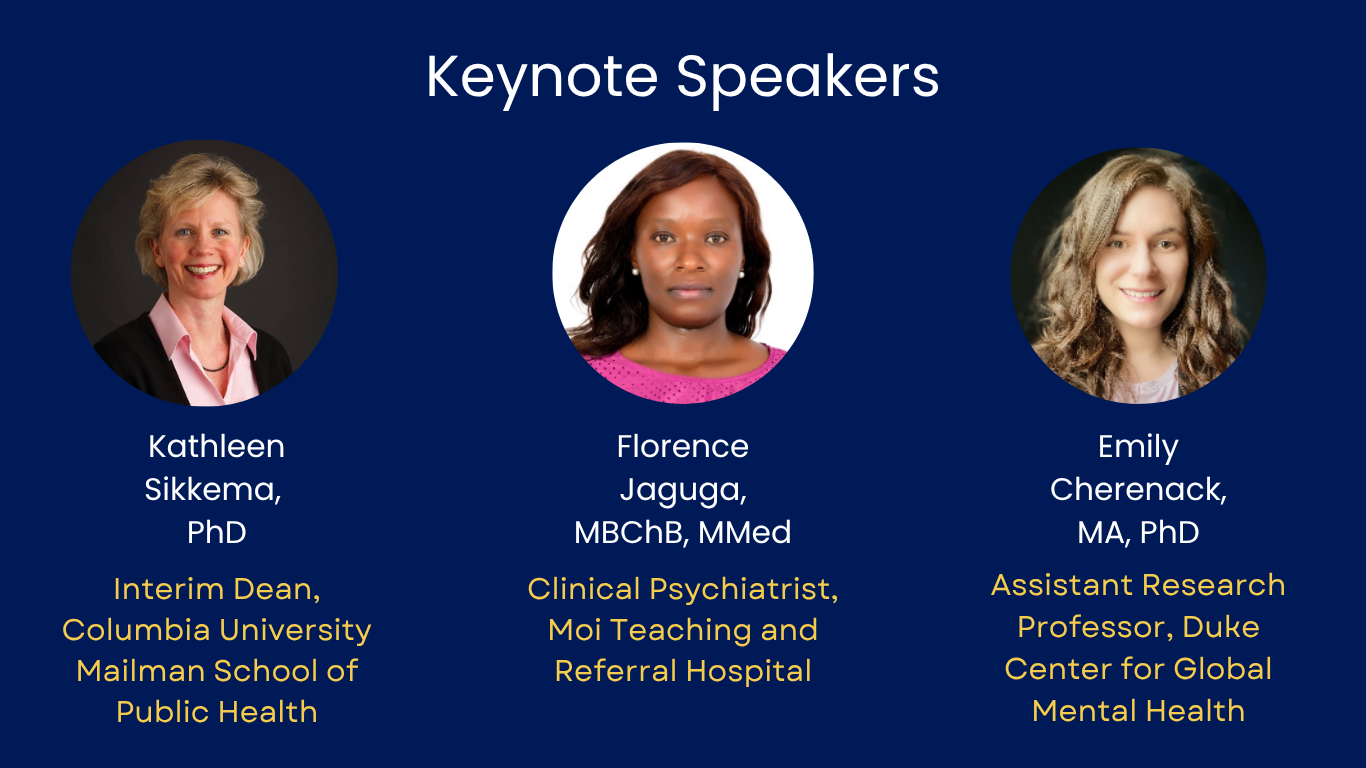 Keynote Speakers
Kathleen
Sikkema,
PhD
Interim Dean,
Columbia University
Mailman School of
Public Health
Florence
Jaguga,
MBChB, MMed
Clinical Psychiatrist,
Moi Teaching and
Referral Hospital
Emily
Cherenack,
MA, PhD
Assistant Research
Professor, Duke
Center for Global
Mental Health